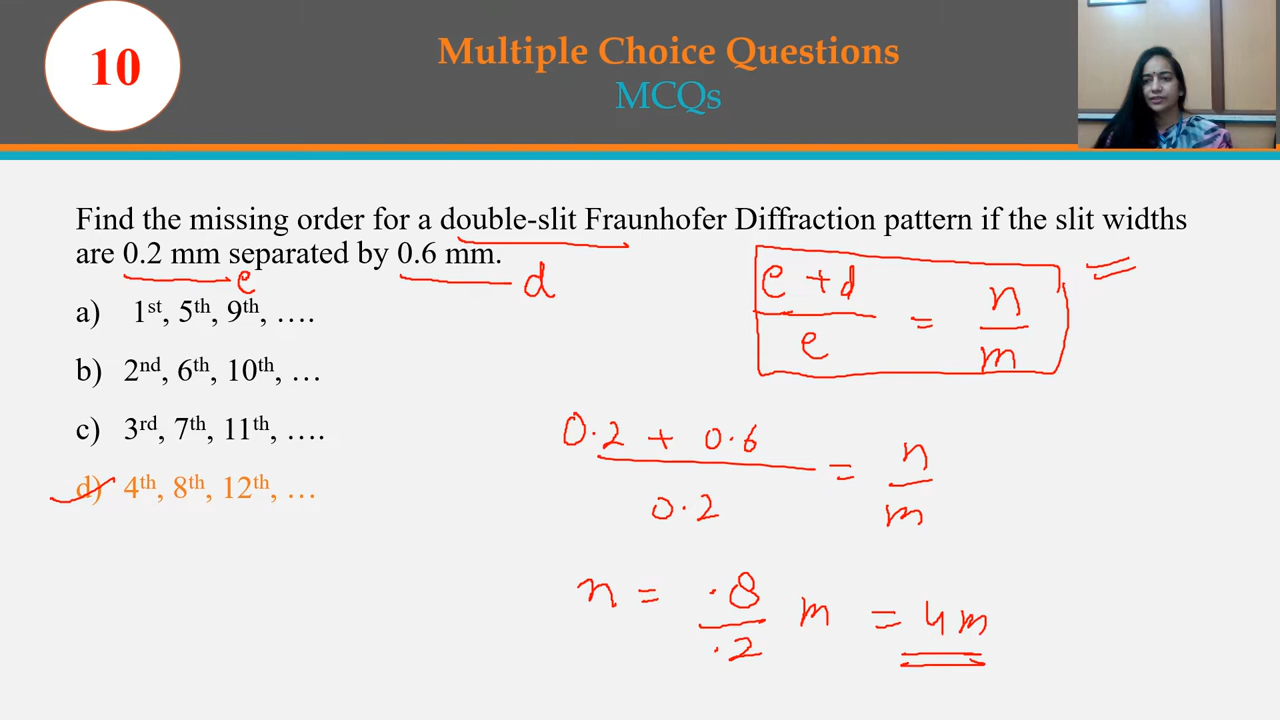 10
Multiple Choice Questions
MCQs
Find the missing order for a double-slit Fraunhofer Diffraction pattern if the slit widths
are 0.2 mm separated by 0.6 mm.
e
d
a) 1st, 5th, 9th, ….
b) 2nd, 6th, 10th, …
c) 3rd, 7th, 11th, ….
d) 4th, 8th, 12th, …
e + d
e
=
n
m
0.2 + 0.6
0.2
=
n
m
n = .8/.2 m = 4m